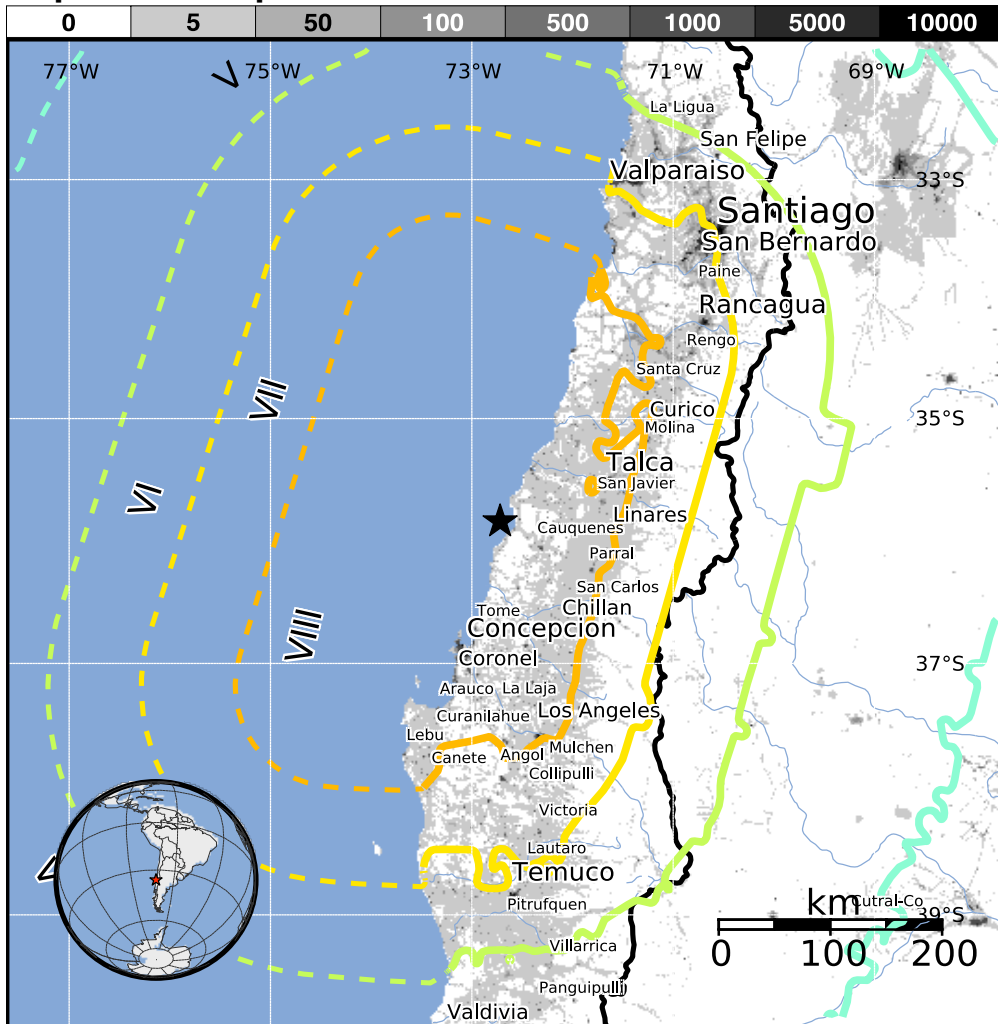 0 5 50 100 500 1000 5000 10000
77°W 75°W 73°W 71°W 69°W
V
La Ligua
San Felipe
Valparaiso
33°S
Santiago
San Bernardo
Paine
Rancagua
Rengo
Santa Cruz
VII
Curico
35°S
Molina
Talca
San Javier
VI
Linares
Cauquenes
Parral
San Carlos
Chillan
Tome
Concepcion
VIII
Coronel
37°S
Arauco La Laja
Los Angeles
Curanilahue
Lebu
Mulchen
Angol
Canete
Collipulli
Victoria
Lautaro
Temuco
Pitrufquen
km
Cutral-Co
39°S
Villarrica
0 100 200
Panguipulli
Valdivia